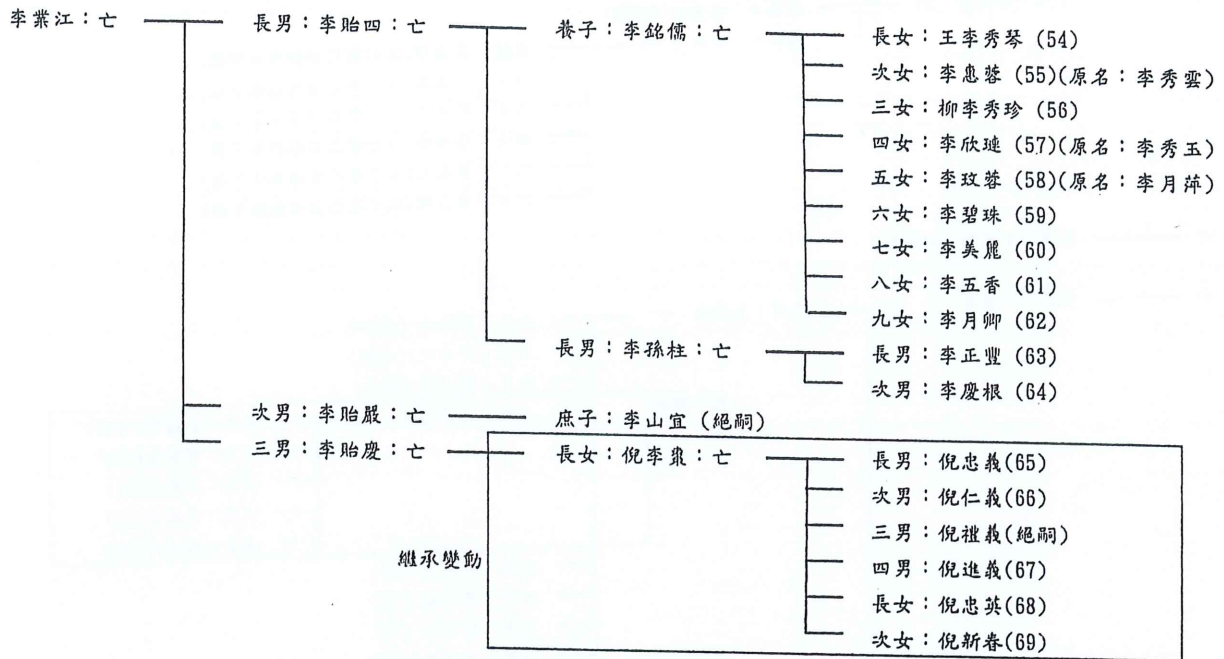 李業江：亡
長男：李貽四：亡
養子：李銘儒：亡
長女：王李秀琴 (54)
次女：李惠蓉 (55)(原名：李秀雲)
三女：柳李秀珍 (56)
四女：李欣璉 (57)(原名：李秀玉)
五女：李玟蓉 (58)(原名：李月萍)
六女：李碧珠 (59)
七女：李美麗 (60)
八女：李五香 (61)
九女：李月卿 (62)
長男：李孫柱：亡
長男：李正豐 (63)
次男：李慶根 (64)
次男：李貽嚴：亡
庶子：李山宜 (絕嗣)
三男：李貽慶：亡
長女：倪李粜：亡
長男：倪忠義(65)
次男：倪仁義(66)
三男：倪禮義(絕嗣)
繼承變動
四男：倪進義(67)
長女：倪忠英(68)
次女：倪新春(69)